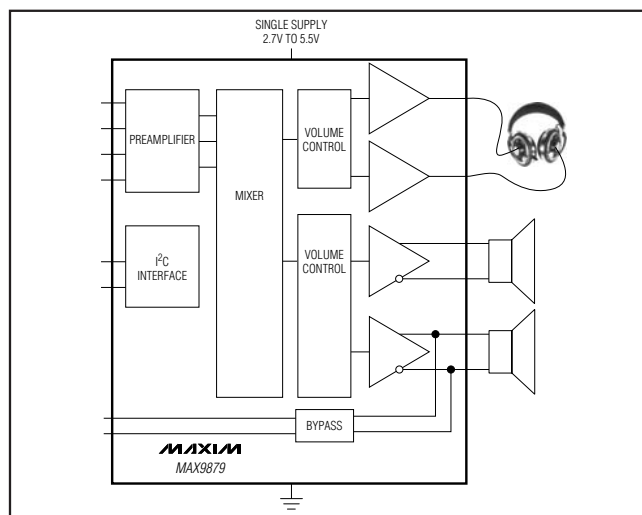 SINGLE SUPPLY
2.7V TO 5.5V
PREAMPLIFIER
MIXER
VOLUME
CONTROL
I²C
INTERFACE
VOLUME
CONTROL
BYPASS
MAXIM
MAX9879